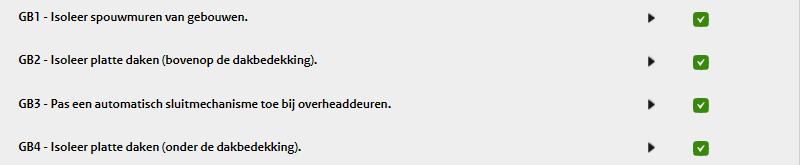 GB1 - Isoleer spouwmuren van gebouwen.
GB2 - Isoleer platte daken (bovenop de dakbedekking).
GB3 - Pas een automatisch sluitmechanisme toe bij overheaddeuren.
GB4 - Isoleer platte daken (onder de dakbedekking).